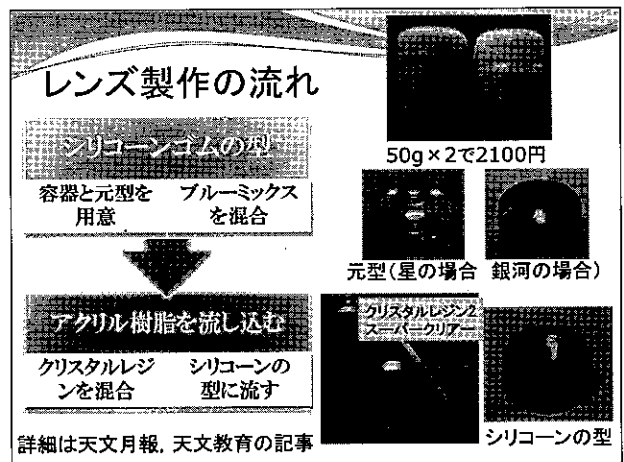 レンズ製作の流れ
シリコーンゴムの型
容器と元型を
用意
ブルーミックス
を混合
アクリル樹脂を流し込む
クリスタルレジ
ンを混合
シリコーンの
型に流す
詳細は天文月報，天文教育の記事
50g×2で2100円
元型(星の場合 銀河の場合)
クリスタルレジン2
スーパークリアー
シリコーンの型